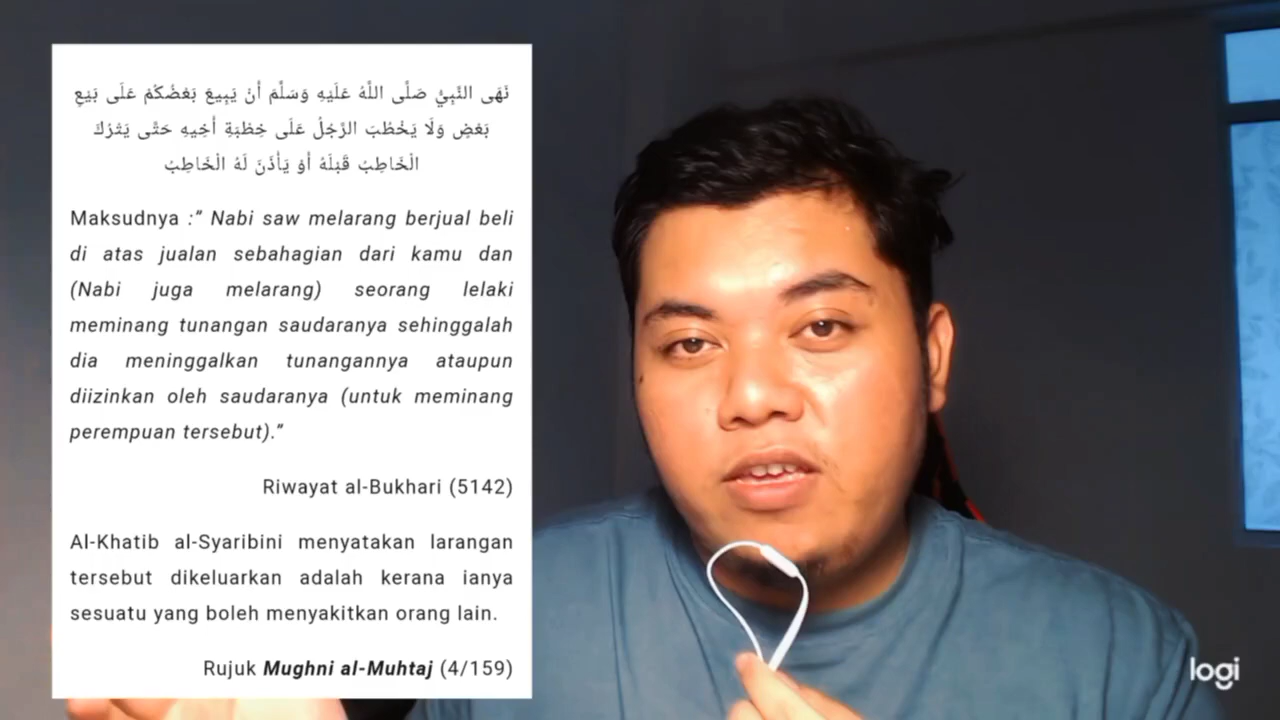 نَهَى النَّبِيُّ صَلَّى اللَّهُ عَلَيْهِ وَسَلَّمَ أَنْ يَبِيعَ بَعْضُكُمْ عَلَى بَيْعِ
بَعْضٍ وَلَا يَخْطُبَ الرَّجُلُ عَلَى خِطْبَةِ أَخِيهِ حَتَّى يَتْرُكَ
الْخَاطِبُ قَبْلَهُ أَوْ يَأْذَنَ لَهُ الْخَاطِبُ
Maksudnya :” Nabi saw melarang berjual beli
di atas jualan sebahagian dari kamu dan
(Nabi juga melarang) seorang lelaki
meminang tunangan saudaranya sehinggalah
dia meninggalkan tunangannya ataupun
diizinkan oleh saudaranya (untuk meminang
perempuan tersebut).”
Riwayat al-Bukhari (5142)
Al-Khatib al-Syaribini menyatakan larangan
tersebut dikeluarkan adalah kerana ianya
sesuatu yang boleh menyakitkan orang lain.
Rujuk Mughni al-Muhtaj (4/159)
logi